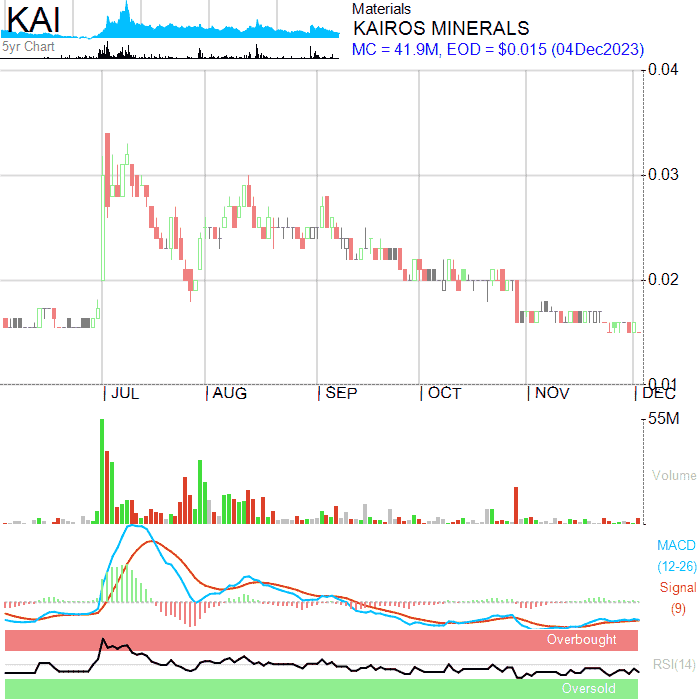 KAI
5yr Chart
Materials
KAIROS MINERALS
MC = 41.9M, EOD = $0.015 (04Dec2023)
0.04
0.03
0.02
0.01
JUL AUG SEP OCT NOV DEC
55M
Volume
MACD
(12-26)
Signal
(9)
Overbought
RSI(14)
Oversold